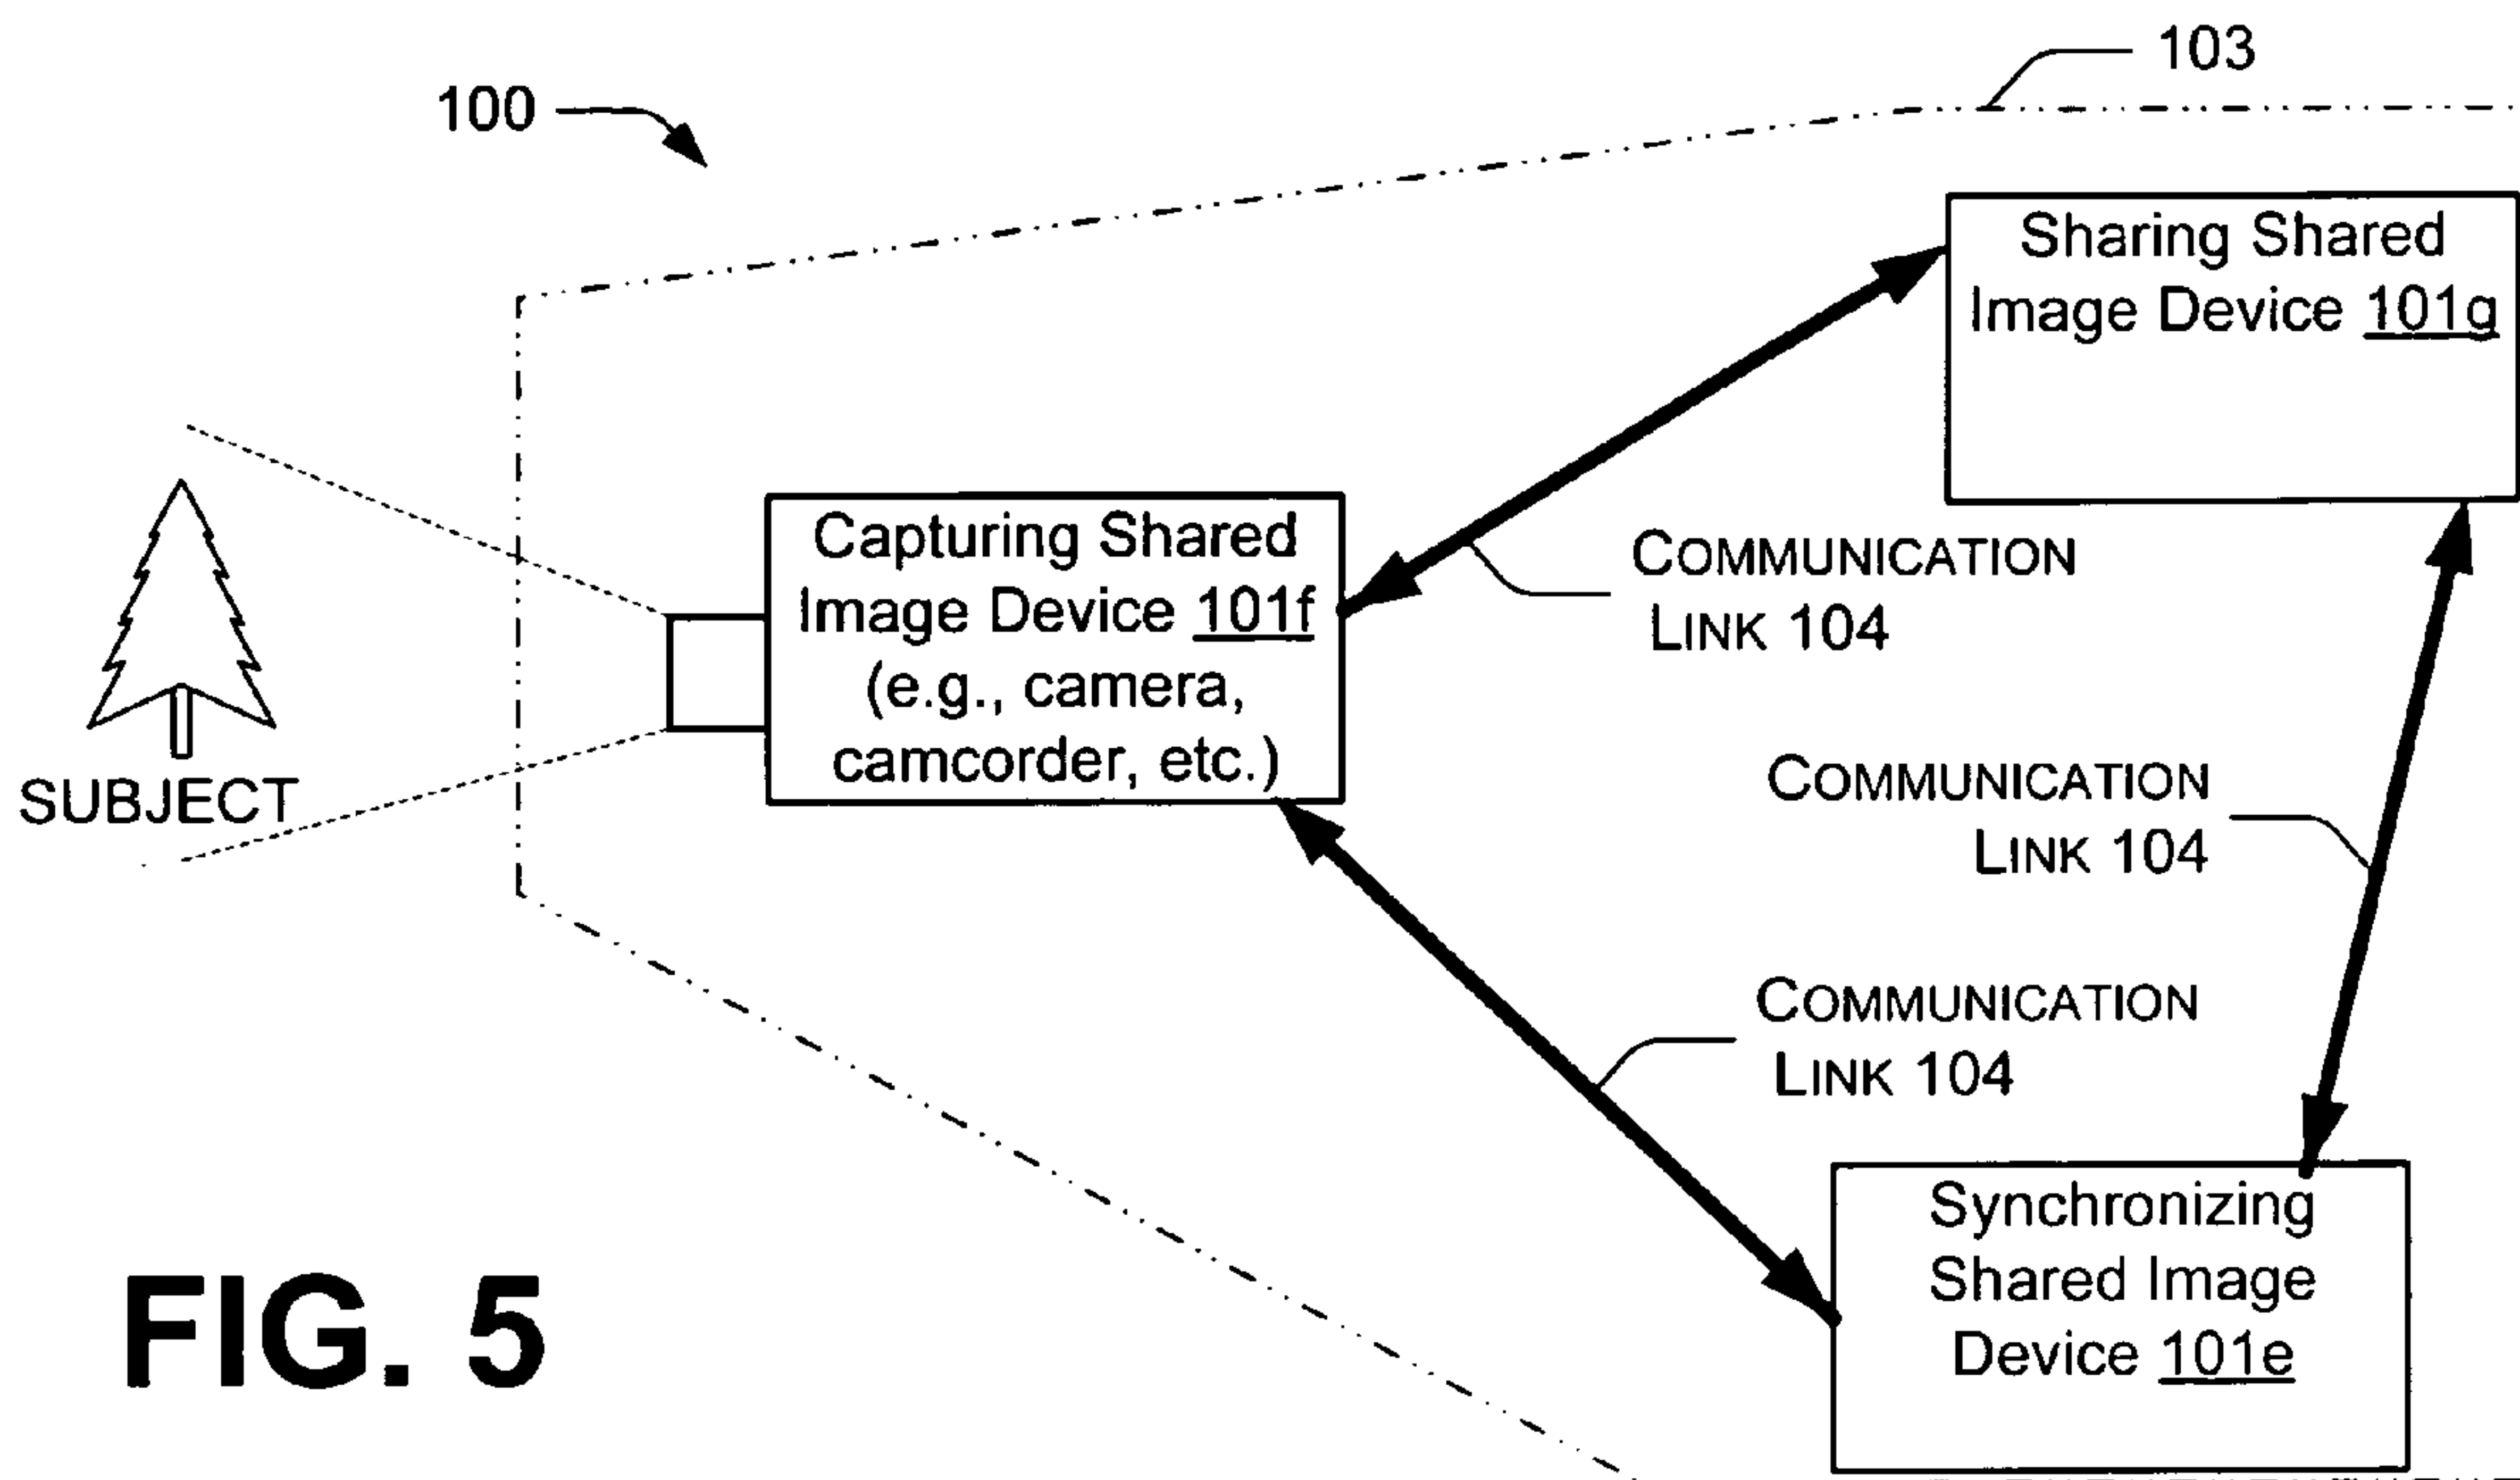 103
100
Sharing Shared
Image Device 101g
Capturing Shared
Image Device 101f
(e.g., camera,
camcorder, etc.)
COMMUNICATION
LINK 104
SUBJECT
COMMUNICATION
LINK 104
COMMUNICATION
LINK 104
Synchronizing
Shared Image
Device 101e
FIG. 5